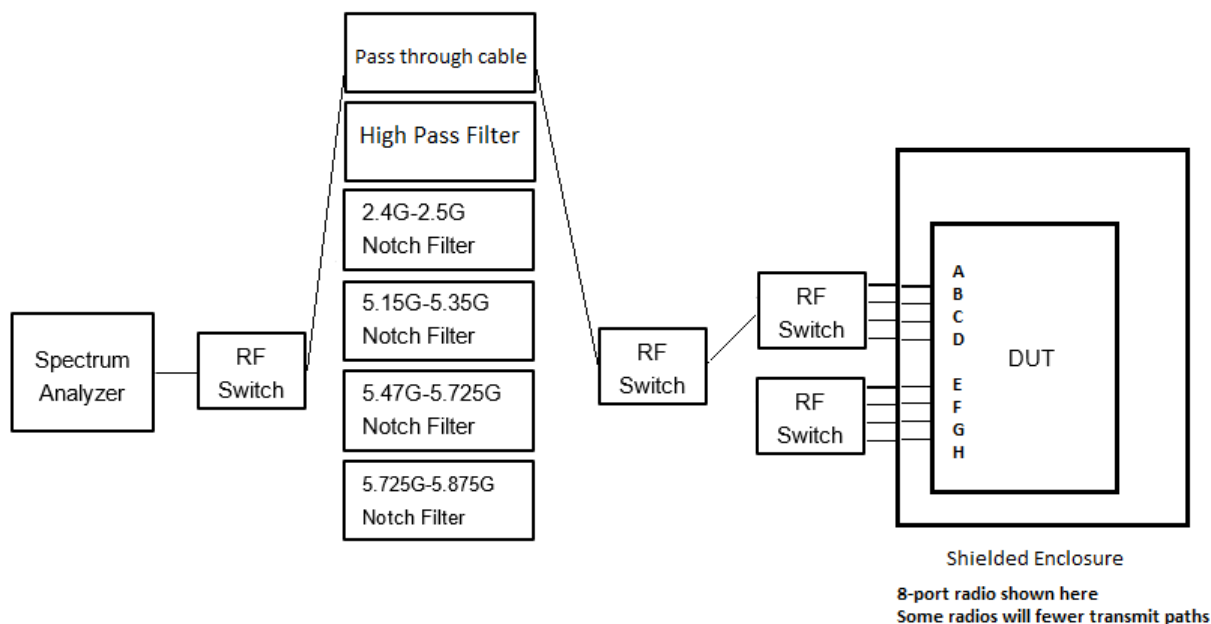 Pass through cable
High Pass Filter
2.4G-2.5G
Notch Filter
5.15G-5.35G
Notch Filter
5.47G-5.725G
Notch Filter
5.725G-5.875G
Notch Filter
Spectrum
Analyzer
RF
Switch
RF
Switch
RF
Switch
RF
Switch
A
B
C
D
E
F
G
H
DUT
Shielded Enclosure
8-port radio shown here
Some radios will fewer transmit paths